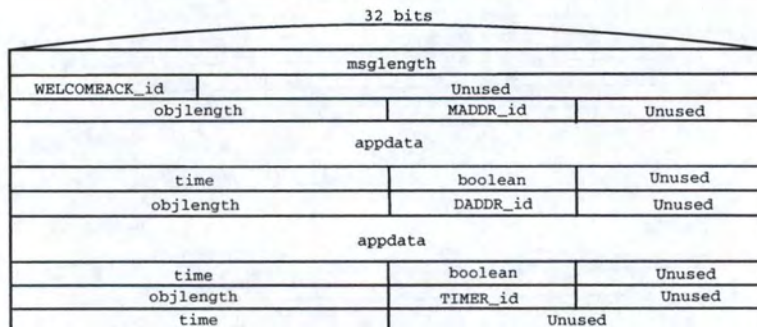 32 bits
msglength
WELCOMEACK_id Unused
objlength MADDR_id Unused
appdata
time boolean Unused
objlength DADDR_id Unused
appdata
time boolean Unused
objlength TIMER_id Unused
time Unused